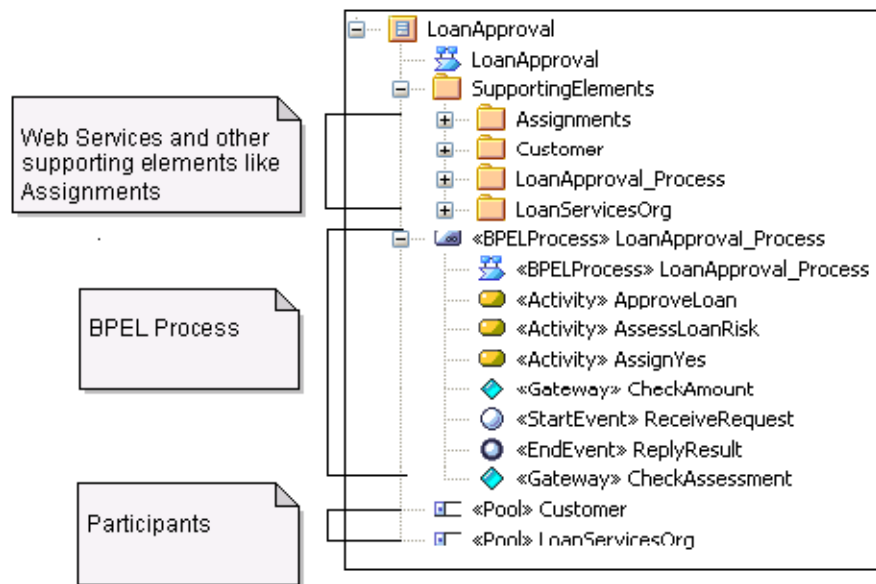 LoanApproval
LoanApproval
SupportingElements
Assignments
Customer
LoanApproval_Process
LoanServicesOrg
«BPELProcess» LoanApproval_Process
«BPELProcess» LoanApproval_Process
«Activity» ApproveLoan
«Activity» AssessLoanRisk
«Activity» AssignYes
«Gateway» CheckAmount
«StartEvent» ReceiveRequest
«EndEvent» ReplyResult
«Gateway» CheckAssessment
«Pool» Customer
«Pool» LoanServicesOrg
Web Services and other
supporting elements like
Assignments
BPEL Process
Participants